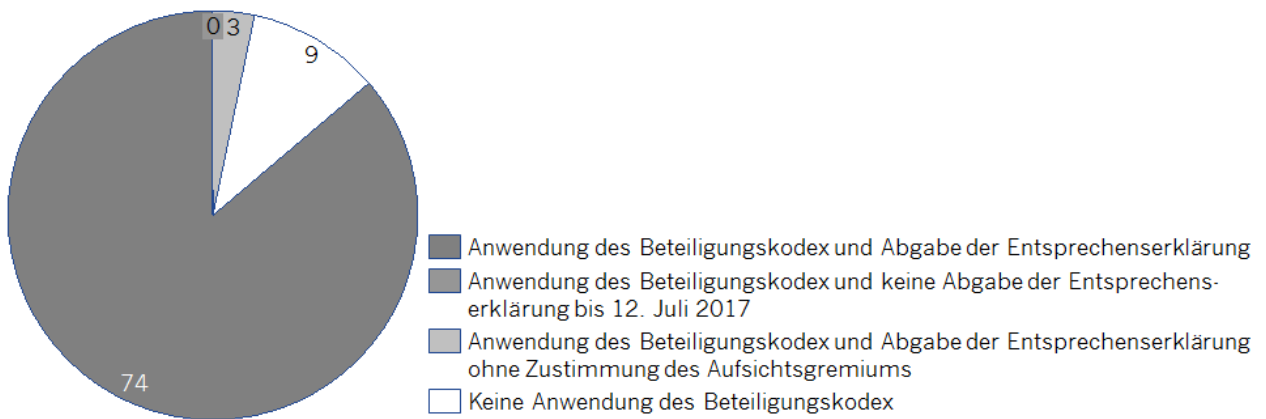 0 3
9
74
Anwendung des Beteiligungskodex und Abgabe der Entsprechenserklärung
Anwendung des Beteiligungskodex und keine Abgabe der Entsprechens-
erklärung bis 12. Juli 2017
Anwendung des Beteiligungskodex und Abgabe der Entsprechenserklärung
ohne Zustimmung des Aufsichtsgremiums
Keine Anwendung des Beteiligungskodex